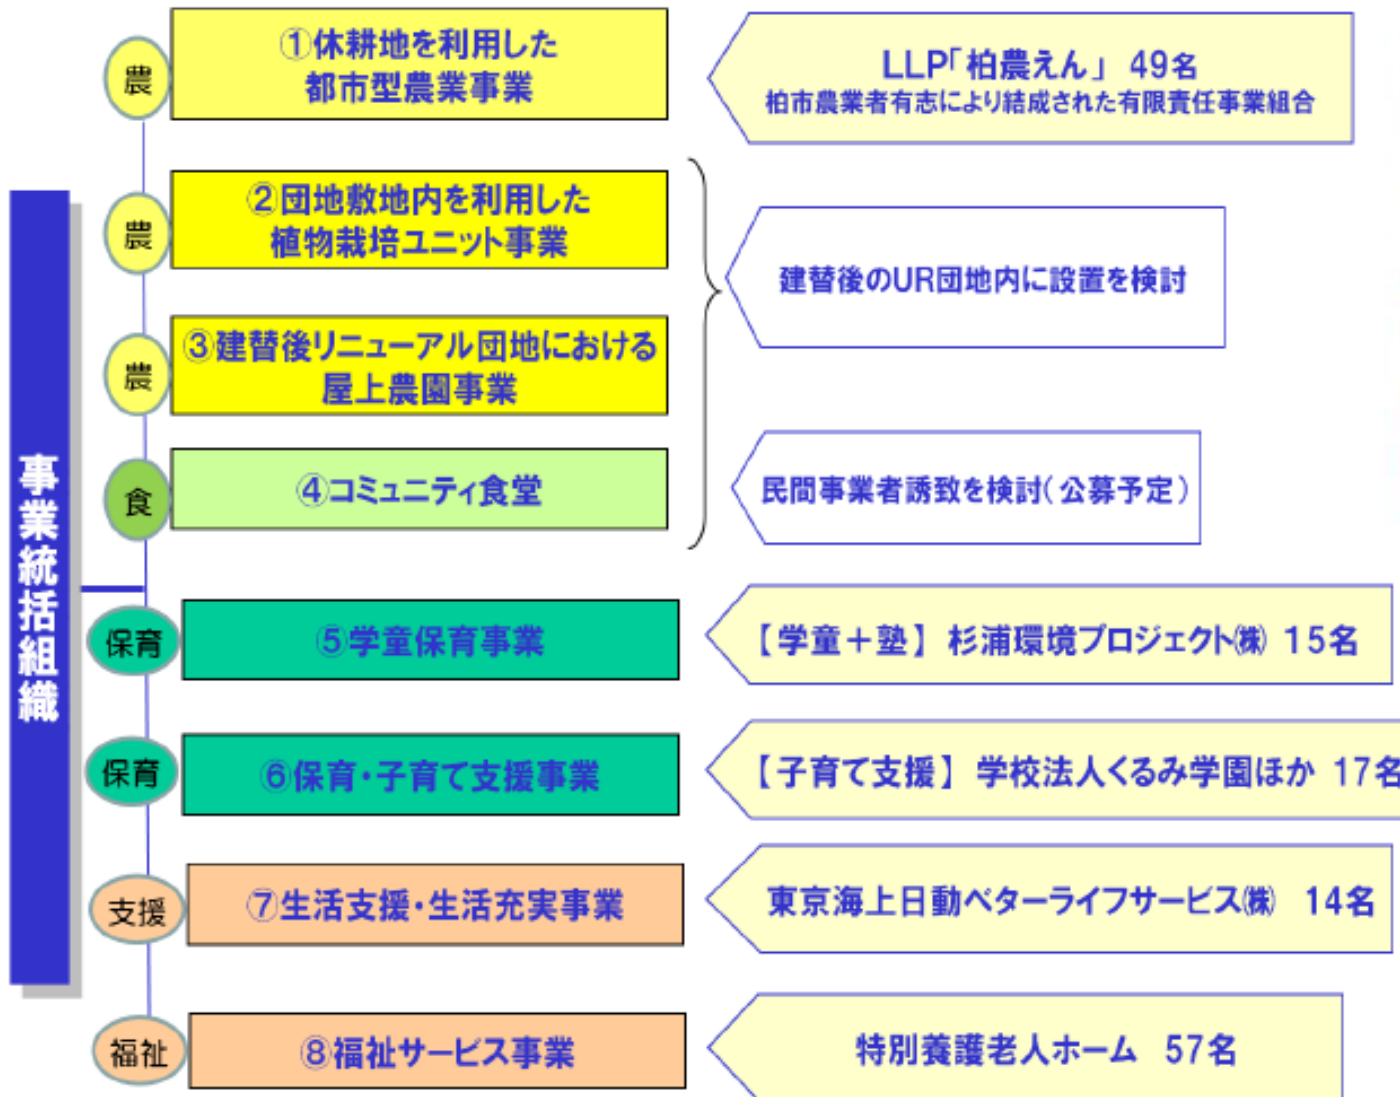 事業統括組織
農
①休耕地を利用した
都市型農業事業
LLP「柏農えん」 49名
柏市農業者有志により結成された有限責任事業組合
農
②団地敷地内を利用した
植物栽培ユニット事業
建替後のUR団地内に設置を検討
農
③建替後リニューアル団地における
屋上農園事業
食
④コミュニティ食堂
民間事業者誘致を検討(公募予定)
保育
⑤学童保育事業
【学童+塾】 杉浦環境プロジェクト㈱ 15名
保育
⑥保育・子育て支援事業
【子育て支援】 学校法人くるみ学園ほか 17名
支援
⑦生活支援・生活充実事業
東京海上日動ベターライフサービス㈱ 14名
福祉
⑧福祉サービス事業
特別養護老人ホーム 57名